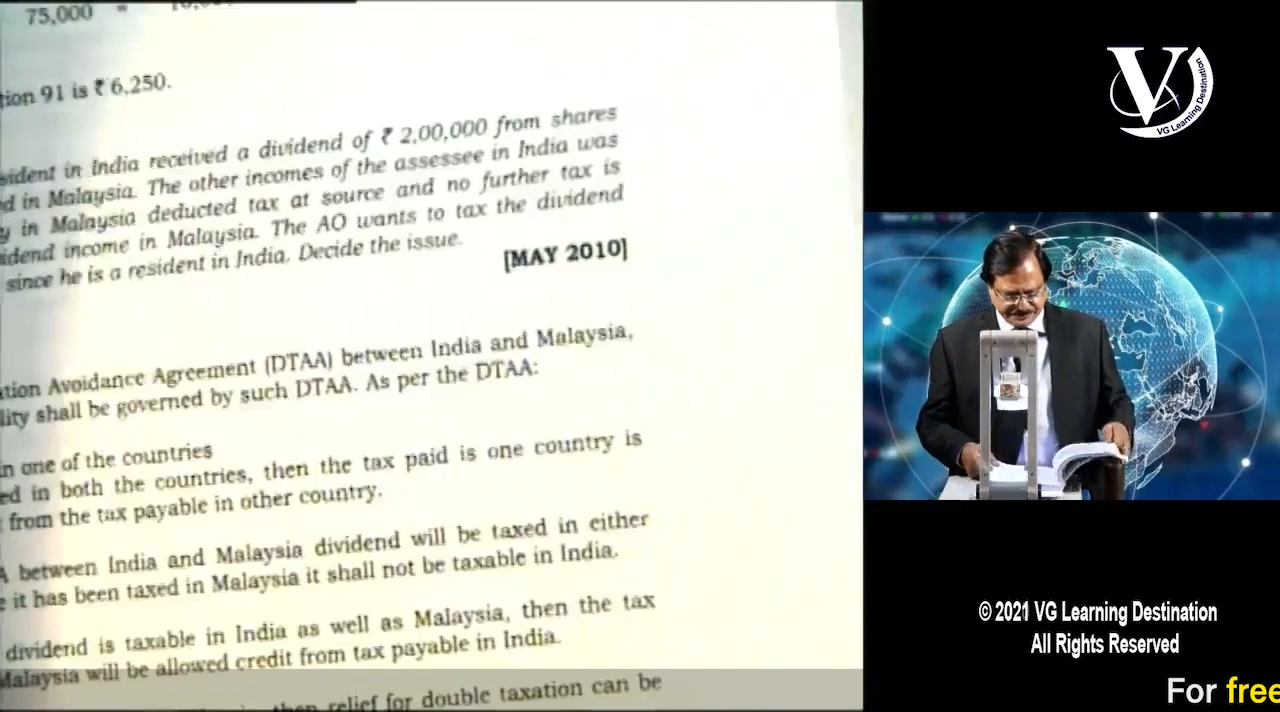 75,000 =
tion 91 is ₹ 6,250.
sident in India received a dividend of ₹ 2,00,000 from shares
d in Malaysia. The other incomes of the assessee in India was
y in Malaysia deducted tax at source and no further tax is
idend income in Malaysia. The AO wants to tax the dividend
since he is a resident in India. Decide the issue.
[MAY 2010]
ation Avoidance Agreement (DTAA) between India and Malaysia,
lity shall be governed by such DTAA. As per the DTAA:
in one of the countries
ed in both the countries, then the tax paid is one country is
from the tax payable in other country.
A between India and Malaysia dividend will be taxed in either
e it has been taxed in Malaysia it shall not be taxable in India.
dividend is taxable in India as well as Malaysia, then the tax
Malaysia will be allowed credit from tax payable in India.
then relief for double taxation can be
V
VG Learning Destination
© 2021 VG Learning Destination
All Rights Reserved
For free